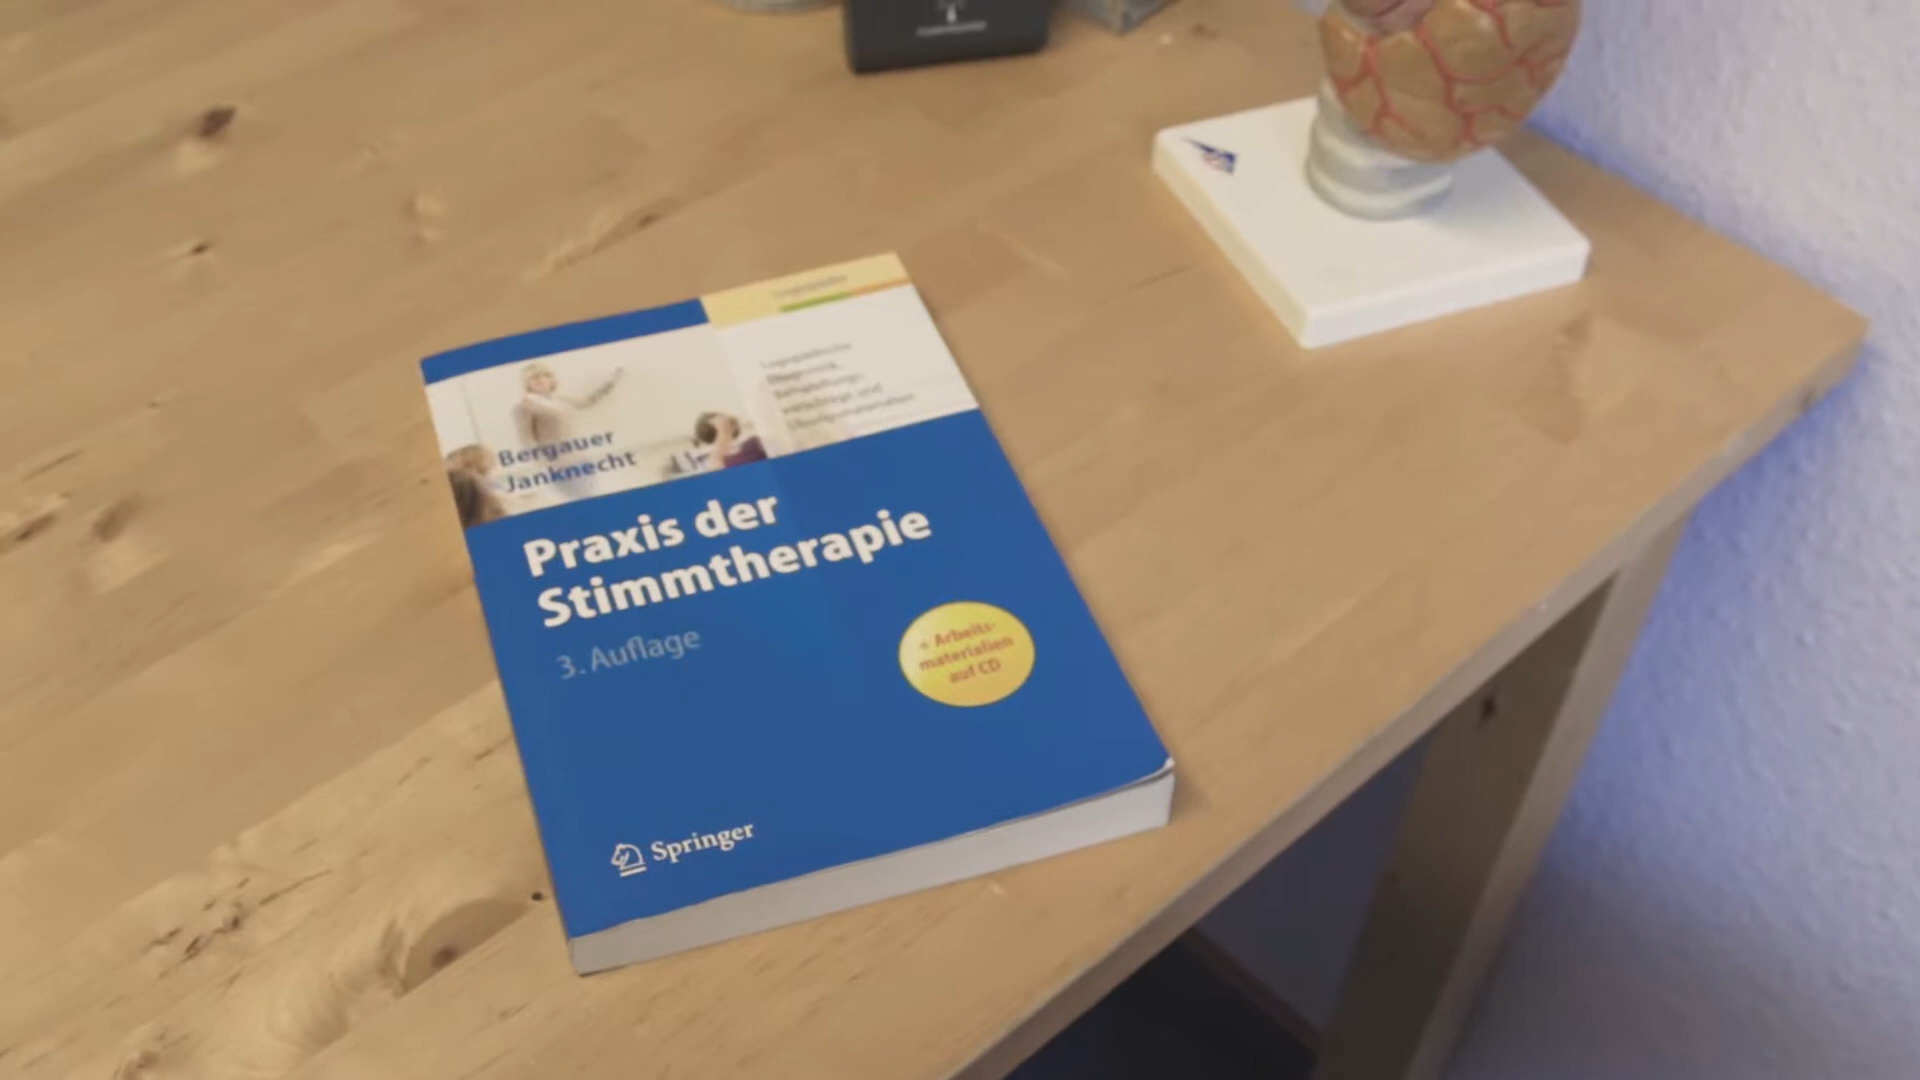 Bergauer
Janknecht
Praxis der
Stimmtherapie
3. Auflage
+ Arbeits-
materialien
auf CD
Springer